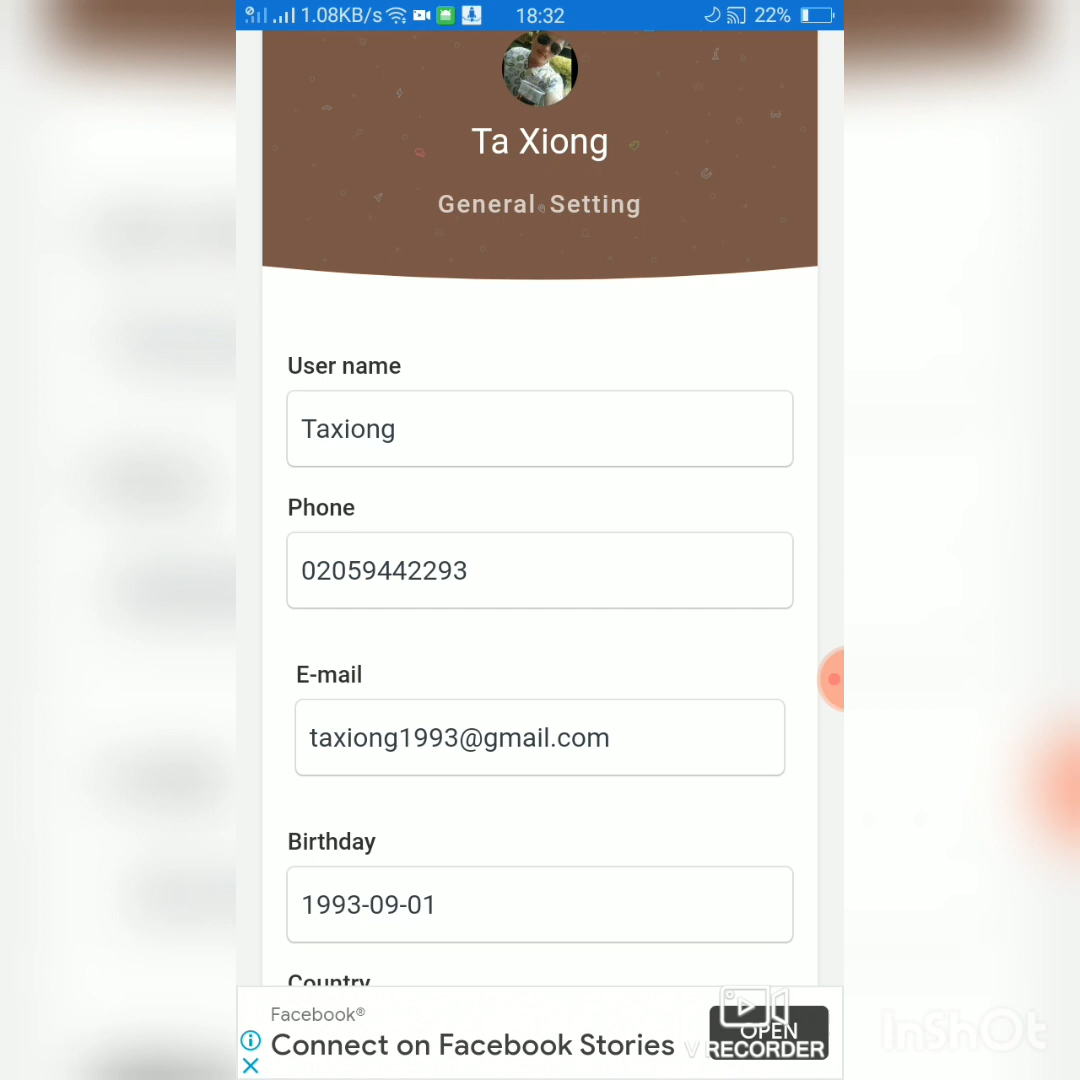 1.08KB/s 18:32 22%
Ta Xiong
General Setting
User name
Taxiong
Phone
02059442293
E-mail
taxiong1993@gmail.com
Birthday
1993-09-01
Country
Facebook®
Connect on Facebook Stories
OPEN
V RECORDER
InShOt